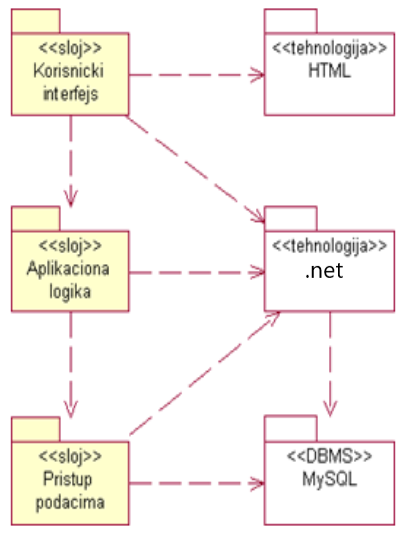 <<sloj>>
Korisnicki
interfejs
<<tehnologija>>
HTML
<<sloj>>
Aplikaciona
logika
<<tehnologija>>
.net
<<sloj>>
Pristup
podacima
<<DBMS>>
MySQL